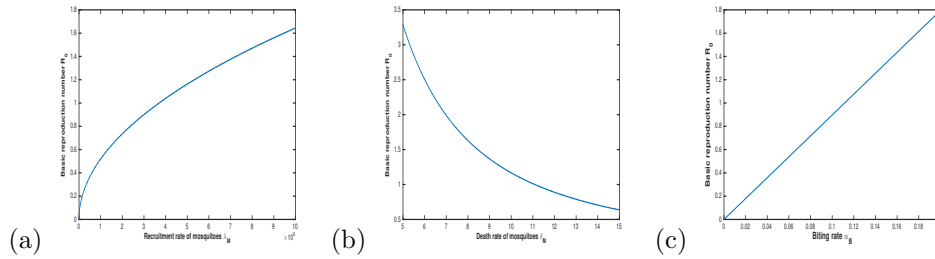 (a)
Basic reproduction number R₀
1.8
1.6
1.4
1.2
1
0.8
0.6
0.4
0.2
0
0 1 2 3 4 5 6 7 8 9 10
Recruitment rate of mosquitoes λ_M
(b)
Basic reproduction number R₀
3.5
3
2.5
2
1.5
1
0.5
5 6 7 8 9 10 11 12 13 14 15
Death rate of mosquitoes
(c)
Basic reproduction number R₀
1.8
1.6
1.4
1.2
1
0.8
0.6
0.4
0.2
0
0 0.02 0.04 0.06 0.08 0.1 0.12 0.14 0.16 0.18
Biting rate